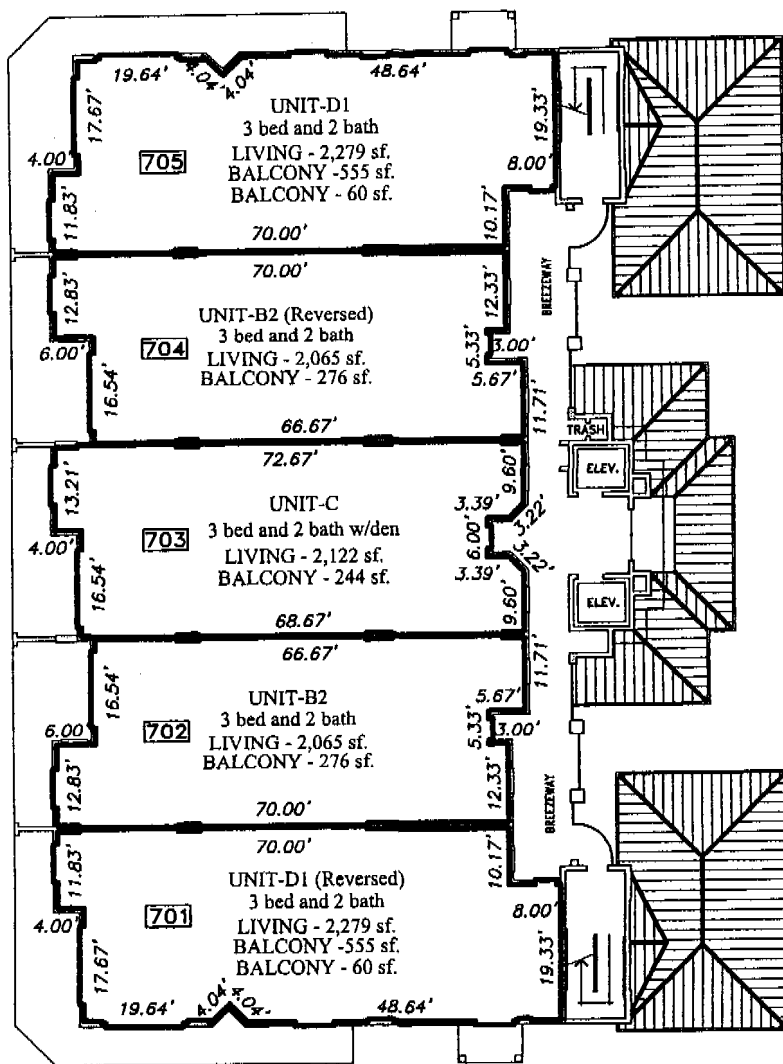 19.64'
4.04'
4.04'
48.64'
17.67'
UNIT-D1
3 bed and 2 bath
LIVING - 2,279 sf.
BALCONY -555 sf.
BALCONY - 60 sf.
705
19.33'
8.00'
4.00'
11.83'
10.17'
70.00'
70.00'
12.83'
12.33'
BREEZEWAY
UNIT-B2 (Reversed)
3 bed and 2 bath
LIVING - 2,065 sf.
BALCONY - 276 sf.
704
6.00'
5.33'
3.00'
5.67'
16.54'
11.71'
66.67'
TRASH
72.67'
13.21'
9.60'
ELEV.
UNIT-C
3 bed and 2 bath w/den
LIVING - 2,122 sf.
BALCONY - 244 sf.
703
3.39'
3.22'
6.00'
4.00'
3.22'
3.39'
16.54'
9.60'
ELEV.
68.67'
66.67'
11.71'
16.54'
UNIT-B2
3 bed and 2 bath
LIVING - 2,065 sf.
BALCONY - 276 sf.
702
5.67'
5.33'
3.00'
6.00'
12.83'
12.33'
BREEZEWAY
70.00'
70.00'
11.83'
10.17'
UNIT-D1 (Reversed)
3 bed and 2 bath
LIVING - 2,279 sf.
BALCONY -555 sf.
BALCONY - 60 sf.
701
4.00'
8.00'
17.67'
19.33'
19.64'
4.04'
4.04'
48.64'